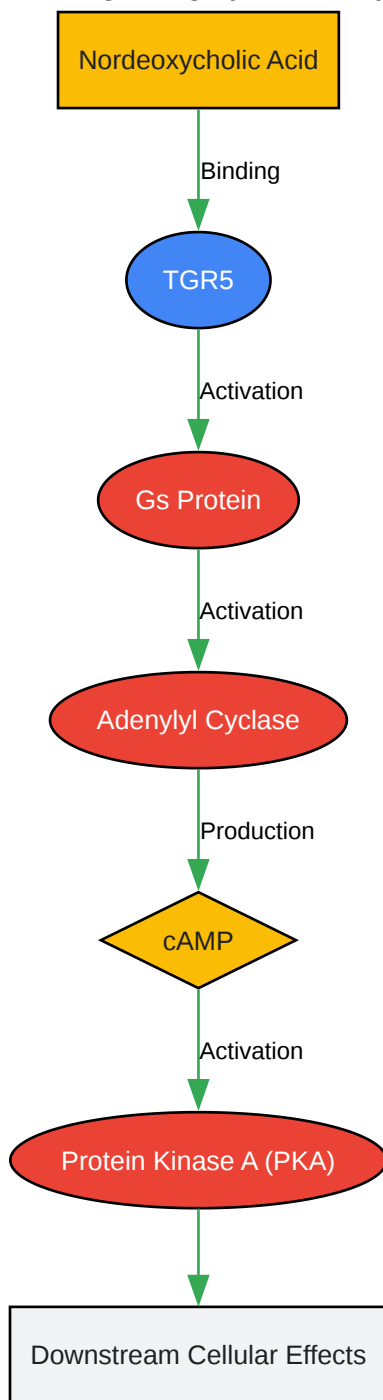 Nordeoxycholic Acid
Binding
TGR5
Activation
Gs Protein
Activation
Adenylyl Cyclase
Production
cAMP
Activation
Protein Kinase A (PKA)
Downstream Cellular Effects